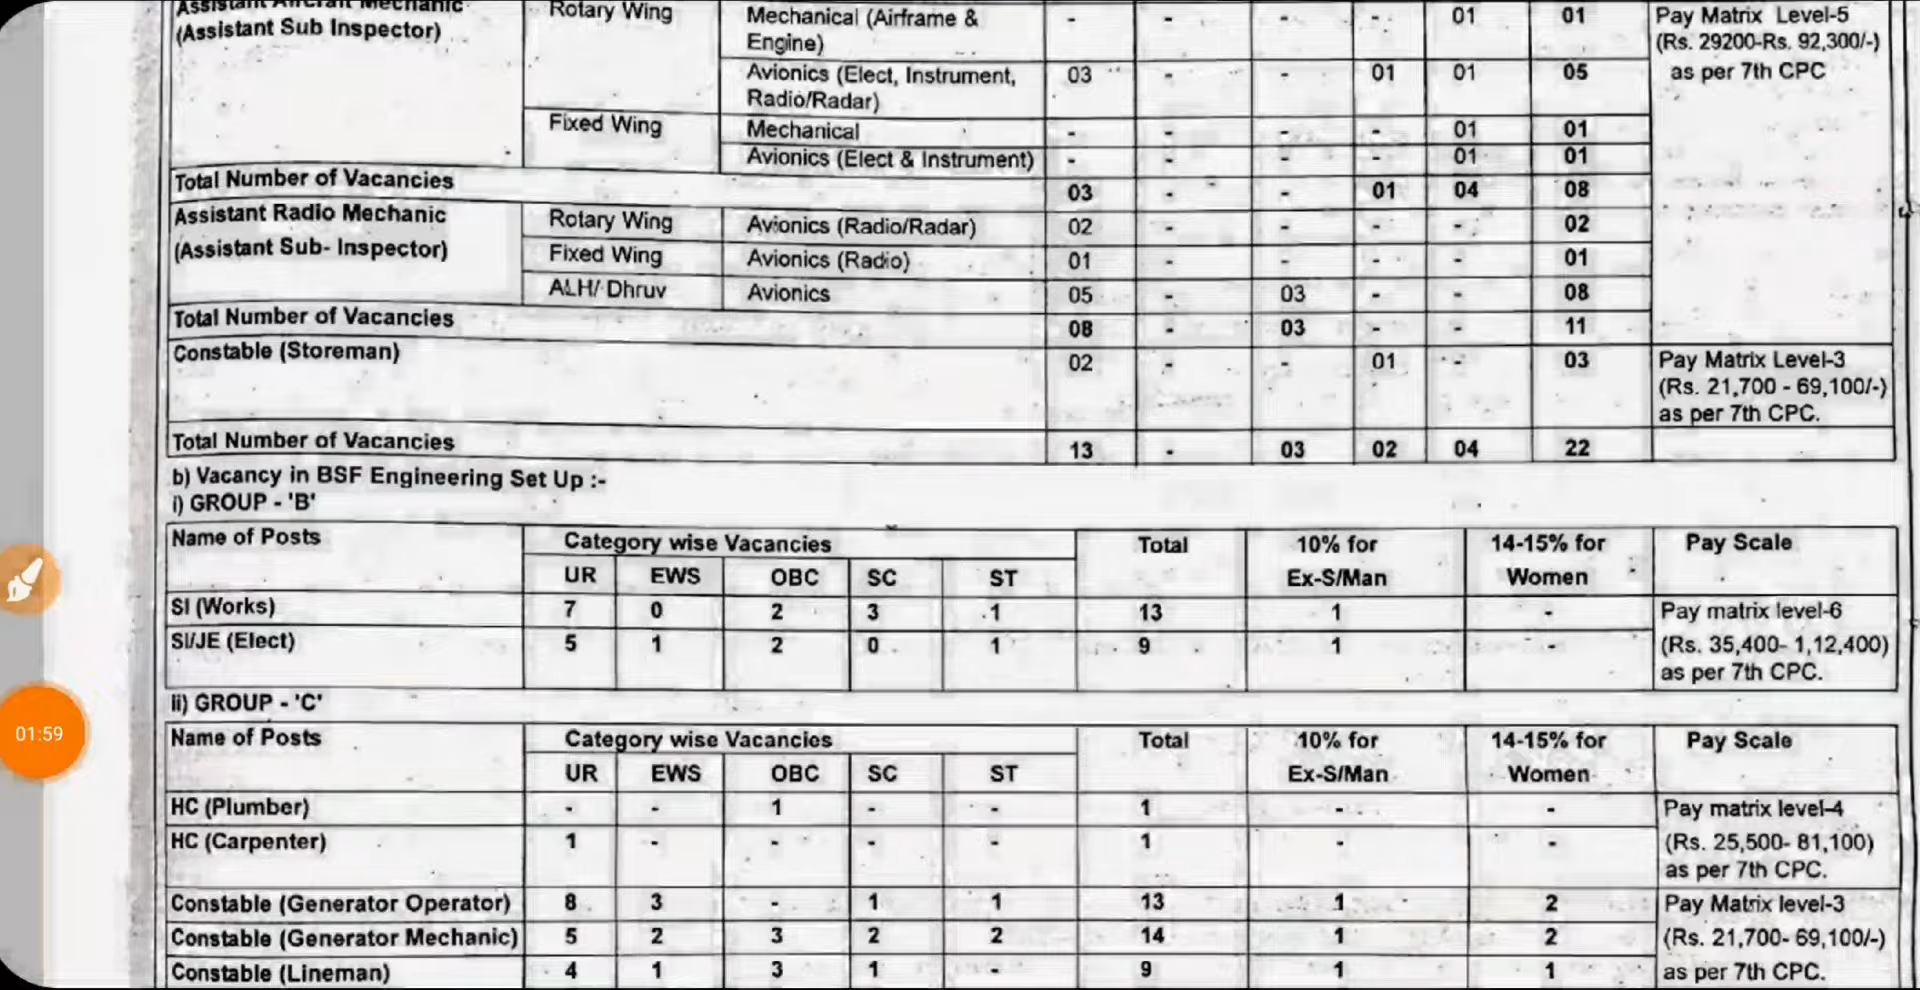 Assistant Aircraft Mechanic Rotary Wing Mechanical (Airframe & - - - - 01 01 Pay Matrix Level-5
(Assistant Sub Inspector) Engine) (Rs. 29200-Rs. 92,300/-)
Avionics (Elect, Instrument, 03 - - 01 01 05 as per 7th CPC
Radio/Radar)
Fixed Wing Mechanical - - - - 01 01
Avionics (Elect & Instrument) - - - - 01 01
Total Number of Vacancies 03 - - 01 04 08
Assistant Radio Mechanic Rotary Wing Avionics (Radio/Radar) 02 - - - - 02
(Assistant Sub- Inspector) Fixed Wing Avionics (Radio) 01 - - - - 01
ALH/ Dhruv Avionics 05 - 03 - - 08
Total Number of Vacancies 08 - 03 - - 11
Constable (Storeman) 02 - - 01 - 03 Pay Matrix Level-3
(Rs. 21,700 - 69,100/-)
as per 7th CPC.
Total Number of Vacancies 13 - 03 02 04 22
b) Vacancy in BSF Engineering Set Up :-
i) GROUP - 'B'
Name of Posts Category wise Vacancies Total 10% for 14-15% for Pay Scale
UR EWS OBC SC ST Ex-S/Man Women
SI (Works) 7 0 2 3 1 13 1 - Pay matrix level-6
SI/JE (Elect) 5 1 2 0 1 9 1 - (Rs. 35,400- 1,12,400)
as per 7th CPC.
Ii) GROUP - 'C'
Name of Posts Category wise Vacancies Total 10% for 14-15% for Pay Scale
UR EWS OBC SC ST Ex-S/Man Women
HC (Plumber) - - 1 - - 1 - - Pay matrix level-4
HC (Carpenter) 1 - - - - 1 - - (Rs. 25,500- 81,100)
as per 7th CPC.
Constable (Generator Operator) 8 3 - 1 1 13 1 2 Pay Matrix level-3
Constable (Generator Mechanic) 5 2 3 2 2 14 1 2 (Rs. 21,700- 69,100/-)
Constable (Lineman) 4 1 3 1 - 9 1 1 as per 7th CPC.
01:59